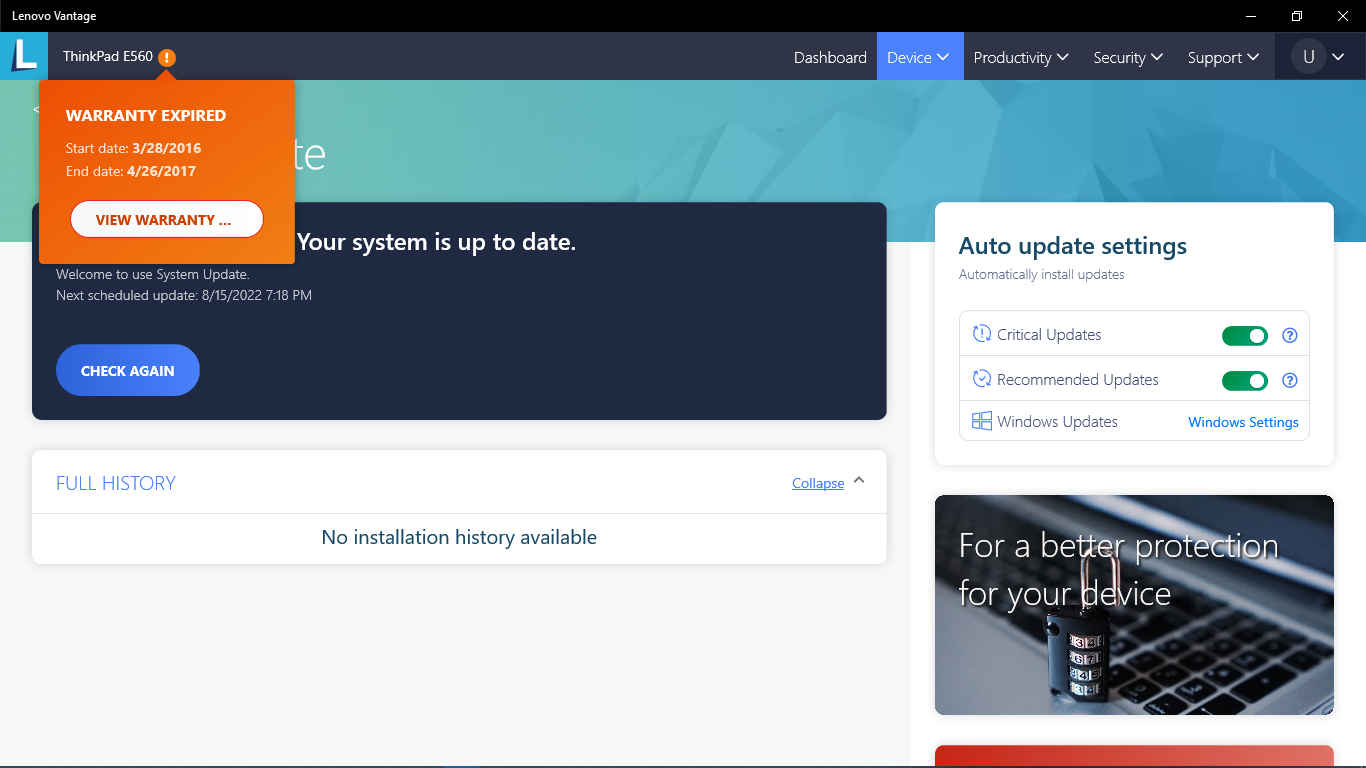 Lenovo Vantage
L
ThinkPad E560 !
Dashboard
Device
Productivity
Security
Support
U
<
WARRANTY EXPIRED
Start date: 3/28/2016
End date: 4/26/2017
VIEW WARRANTY ...
te
Your system is up to date.
Welcome to use System Update.
Next scheduled update: 8/15/2022 7:18 PM
CHECK AGAIN
FULL HISTORY
Collapse
No installation history available
Auto update settings
Automatically install updates
Critical Updates
?
Recommended Updates
?
Windows Updates
Windows Settings
For a better protection
for your device